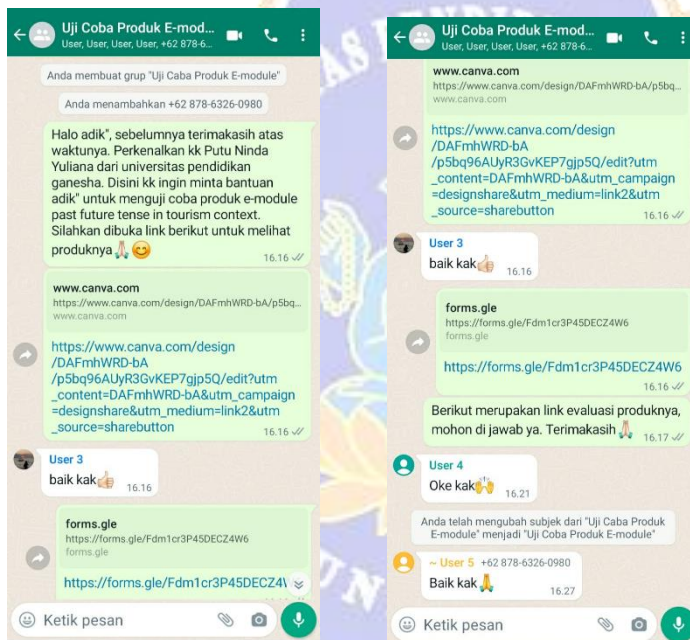 Uji Coba Produk E-mod...
User, User, User, User, +62 878-6...
Anda membuat grup "Uji Caba Produk E-module"
Anda menambahkan +62 878-6326-0980
Halo adik", sebelumnya terimakasih atas
waktunya. Perkenalkan kk Putu Ninda
Yuliana dari universitas pendidikan
ganesha. Disini kk ingin minta bantuan
adik" untuk menguji coba produk e-module
past future tense in tourism context.
Silahkan dibuka link berikut untuk melihat
produknya🙏😊
16.16
www.canva.com
https://www.canva.com/design/DAFmhWRD-bA/p5bq...
www.canva.com
https://www.canva.com/design
/DAFmhWRD-bA
/p5bq96AUyR3GvKEP7gjp5Q/edit?utm
_content=DAFmhWRD-bA&utm_campaign
=designshare&utm_medium=link2&utm
_source=sharebutton
16.16
User 3
baik kak👍
16.16
forms.gle
https://forms.gle/Fdm1cr3P45DECZ4W6
forms.gle
https://forms.gle/Fdm1cr3P45DECZ4\
Ketik pesan
Uji Coba Produk E-mod...
User, User, User, User, +62 878-6...
www.canva.com
https://www.canva.com/design/DAFmhWRD-bA/p5bq...
www.canva.com
https://www.canva.com/design
/DAFmhWRD-bA
/p5bq96AUyR3GvKEP7gjp5Q/edit?utm
_content=DAFmhWRD-bA&utm_campaign
=designshare&utm_medium=link2&utm
_source=sharebutton
16.16
User 3
baik kak👍
16.16
forms.gle
https://forms.gle/Fdm1cr3P45DECZ4W6
forms.gle
https://forms.gle/Fdm1cr3P45DECZ4W6
16.16
Berikut merupakan link evaluasi produknya,
mohon di jawab ya. Terimakasih🙏
16.17
User 4
Oke kak🙌
16.21
Anda telah mengubah subjek dari "Uji Caba Produk
E-module" menjadi "Uji Coba Produk E-module"
~ User 5 +62 878-6326-0980
Baik kak🙏
16.27
Ketik pesan